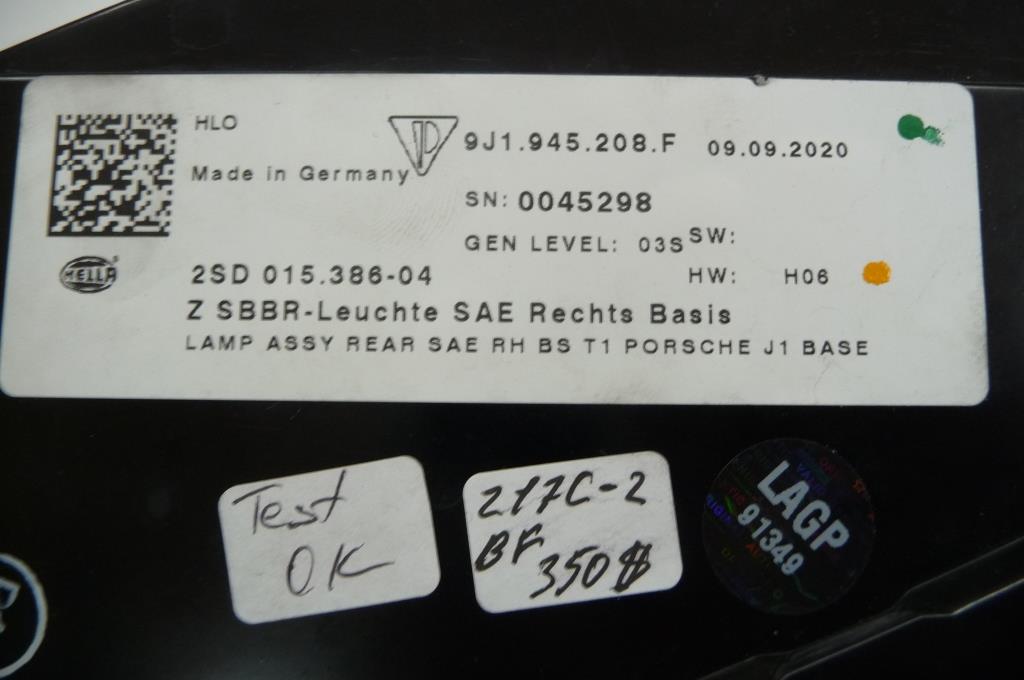 HLO
Made in Germany
9J1.945.208.F 09.09.2020
SN: 0045298
GEN LEVEL: 03S SW:
HELLA
2SD 015.386-04 HW: H06
Z SBBR-Leuchte SAE Rechts Basis
LAMP ASSY REAR SAE RH BS T1 PORSCHE J1 BASE
Test
OK
217C-2
BF
350$
LAGP
91349